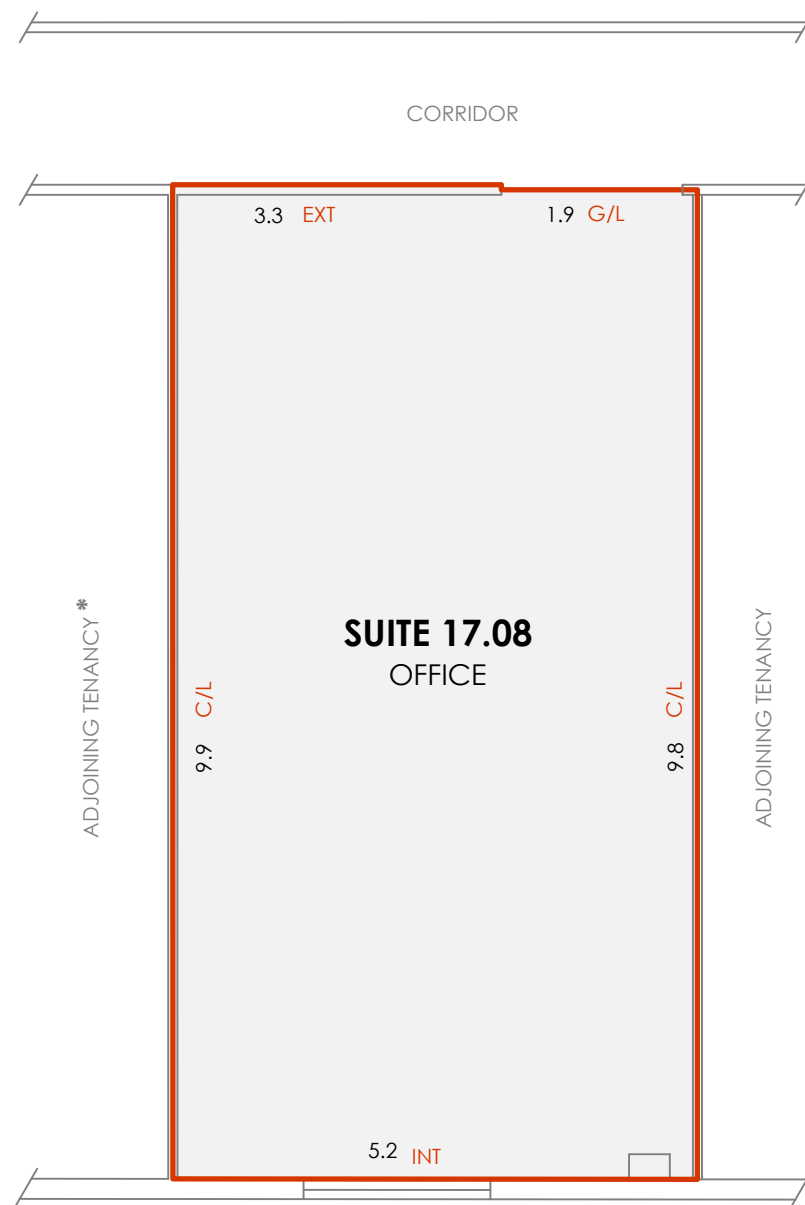 CORRIDOR
3.3 EXT
1.9 G/L
ADJOINING TENANCY *
9.9 C/L
SUITE 17.08
OFFICE
9.8 C/L
ADJOINING TENANCY
5.2 INT